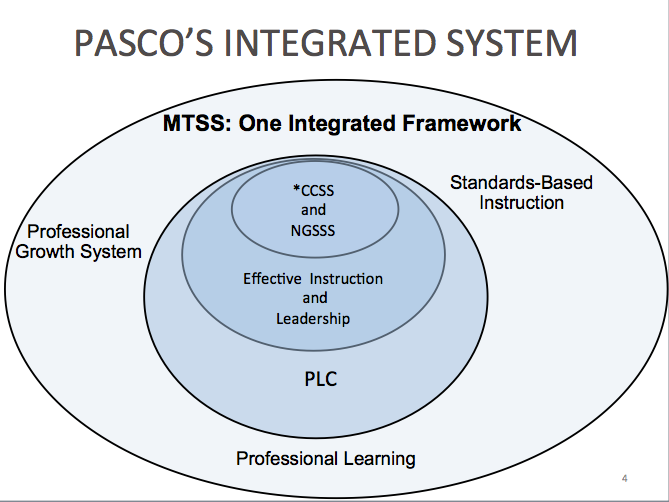 PASCO'S INTEGRATED SYSTEM
MTSS: One Integrated Framework
*CCSS
and
NGSSS
Standards-Based
Instruction
Professional
Growth System
Effective Instruction
and
Leadership
PLC
Professional Learning
4